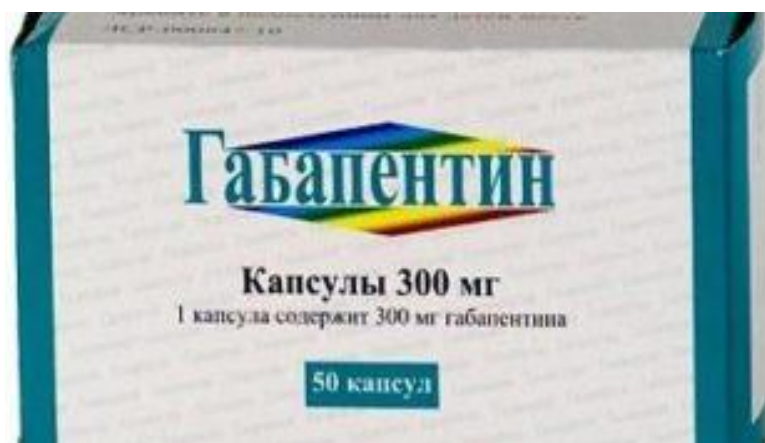 Габапентин
Капсулы 300 мг
1 капсула содержит 300 мг габапентина
50 капсул